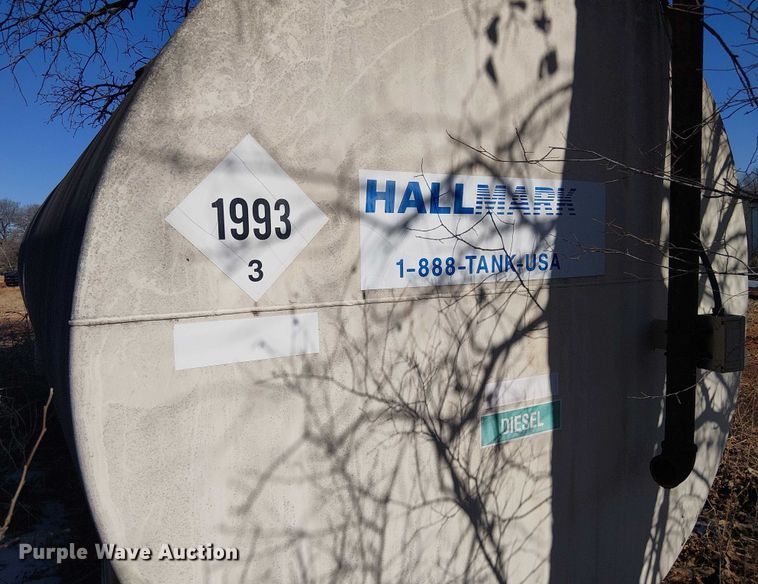 1993
3
HALLMARK
1-888-TANK-USA
DIESEL
Purple Wave Auction